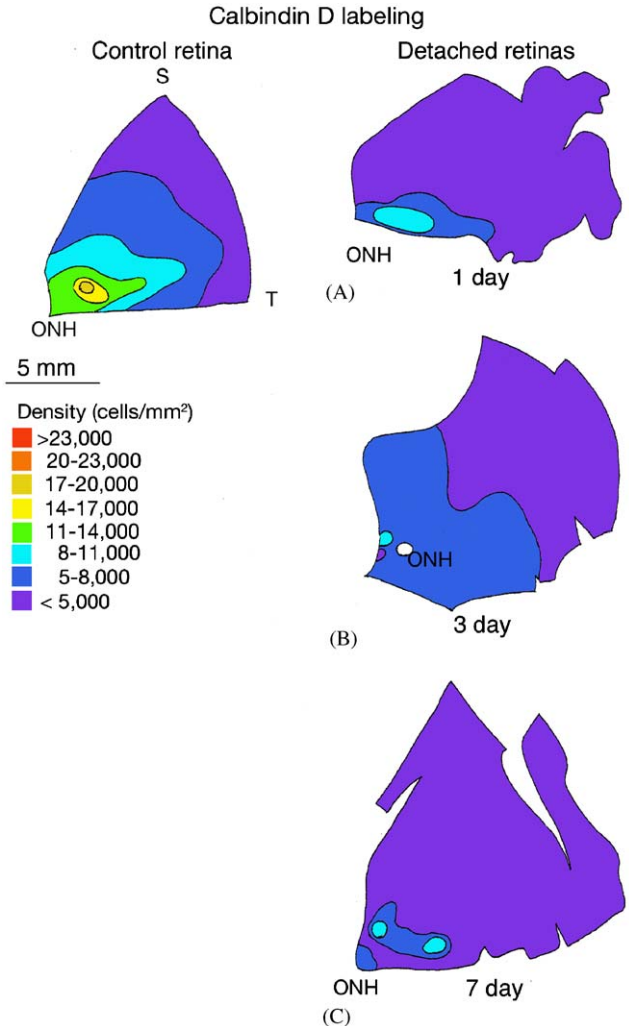 Calbindin D labeling
Control retina
Detached retinas
S
T
ONH
ONH
1 day
(A)
5 mm
Density (cells/mm²)
>23,000
20-23,000
17-20,000
14-17,000
11-14,000
8-11,000
5-8,000
< 5,000
ONH
3 day
(B)
ONH
7 day
(C)